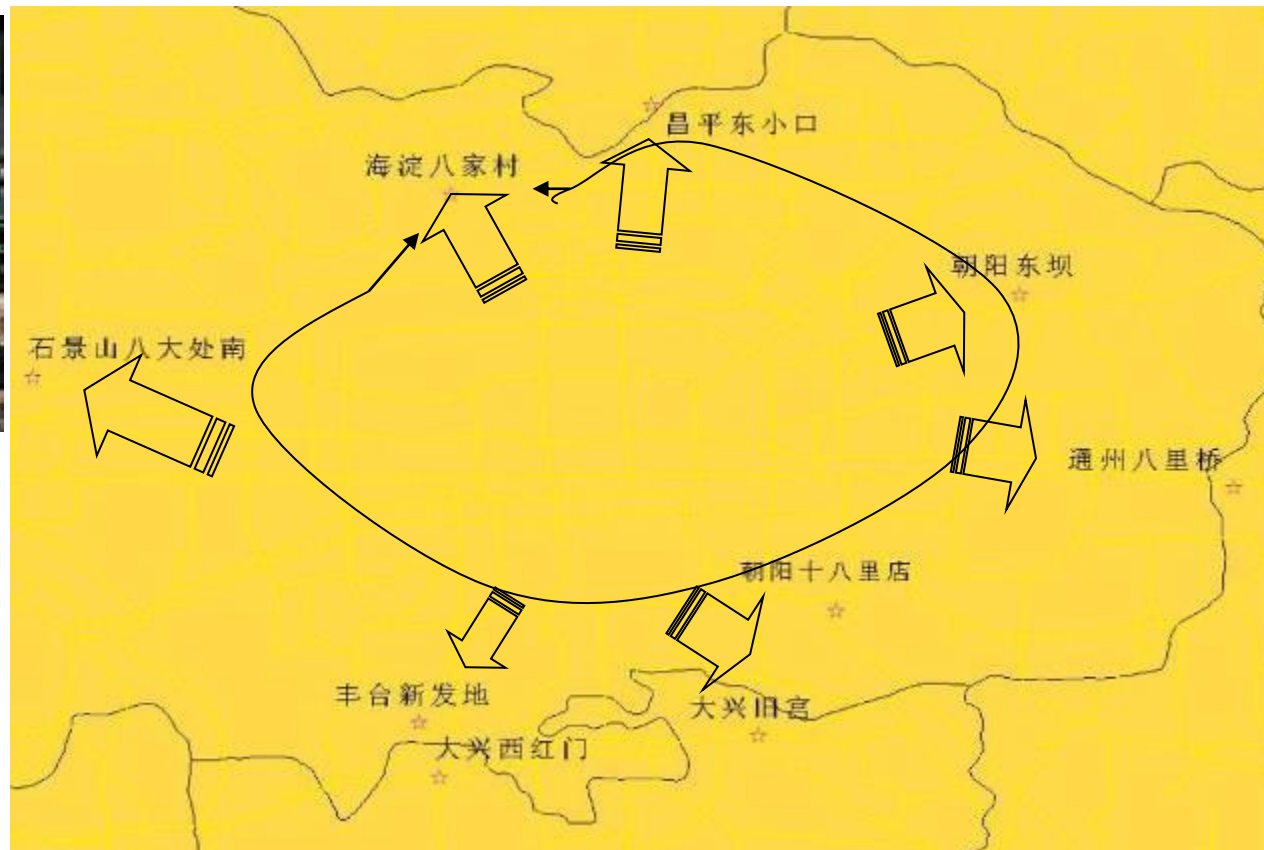 昌平东小口
海淀八家村
朝阳东坝
石景山八大处南
通州八里桥
朝阳十八里店
丰台新发地
大兴旧宫
大兴西红门